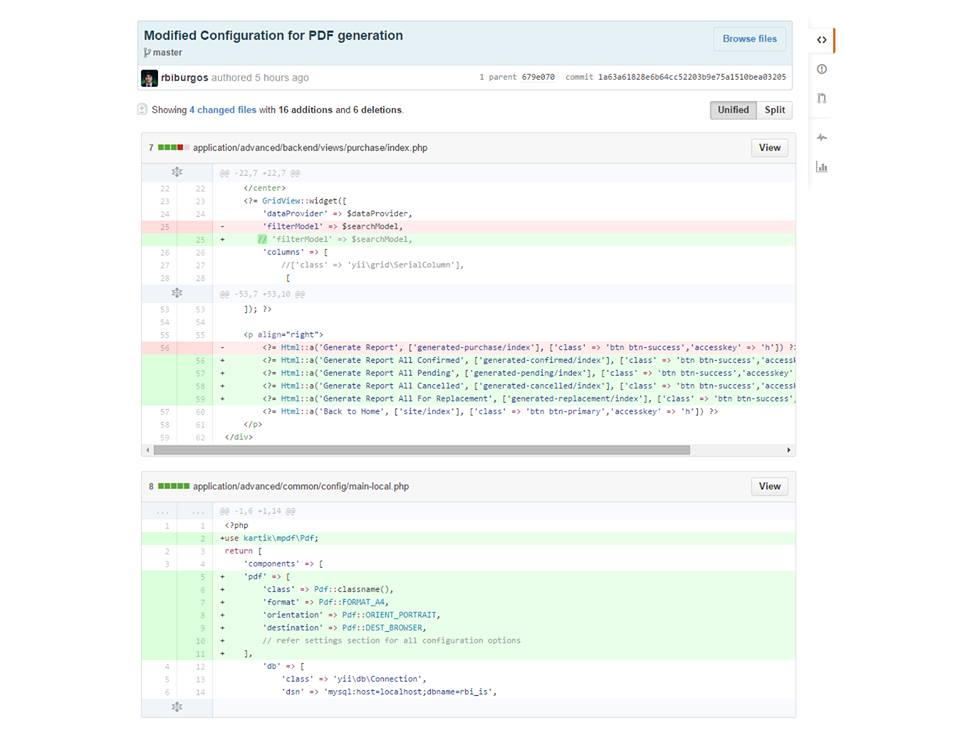 Modified Configuration for PDF generation
Browse files
master
rbiburgos authored 5 hours ago
1 parent 679e070 commit 1a63a61828e6b64cc52203b9e75a1510bea03205
Showing 4 changed files with 16 additions and 6 deletions.
Unified Split
7 application/advanced/backend/views/purchase/index.php View
@@ -22,7 +22,7 @@
22 22 </center>
23 23 <?= GridView::widget([
24 24 'dataProvider' => $dataProvider,
25 - 'filterModel' => $searchModel,
25 + // 'filterModel' => $searchModel,
26 26 'columns' => [
27 27 //['class' => 'yii\grid\SerialColumn'],
28 28 [
@@ -53,7 +53,10 @@
53 53 ]); ?>
54 54
55 55 <p align="right">
56 - <?= Html::a('Generate Report', ['generated-purchase/index'], ['class' => 'btn btn-success','accesskey' => 'h']) ?>
56 + <?= Html::a('Generate Report All Confirmed', ['generated-confirmed/index'], ['class' => 'btn btn-success','accessk
57 + <?= Html::a('Generate Report All Pending', ['generated-pending/index'], ['class' => 'btn btn-success','accesskey'
58 + <?= Html::a('Generate Report All Cancelled', ['generated-cancelled/index'], ['class' => 'btn btn-success','accessk
59 + <?= Html::a('Generate Report All For Replacement', ['generated-replacement/index'], ['class' => 'btn btn-success',
57 60 <?= Html::a('Back to Home', ['site/index'], ['class' => 'btn btn-primary','accesskey' => 'h']) ?>
58 61 </p>
59 62 </div>
8 application/advanced/common/config/main-local.php View
... ... @@ -1,6 +1,14 @@
1 1 <?php
2 +use kartik\mpdf\Pdf;
2 3 return [
3 4 'components' => [
5 + 'pdf' => [
6 + 'class' => Pdf::classname(),
7 + 'format' => Pdf::FORMAT_A4,
8 + 'orientation' => Pdf::ORIENT_PORTRAIT,
9 + 'destination' => Pdf::DEST_BROWSER,
10 + // refer settings section for all configuration options
11 + ],
4 12 'db' => [
5 13 'class' => 'yii\db\Connection',
6 14 'dsn' => 'mysql:host=localhost;dbname=rbi_is',